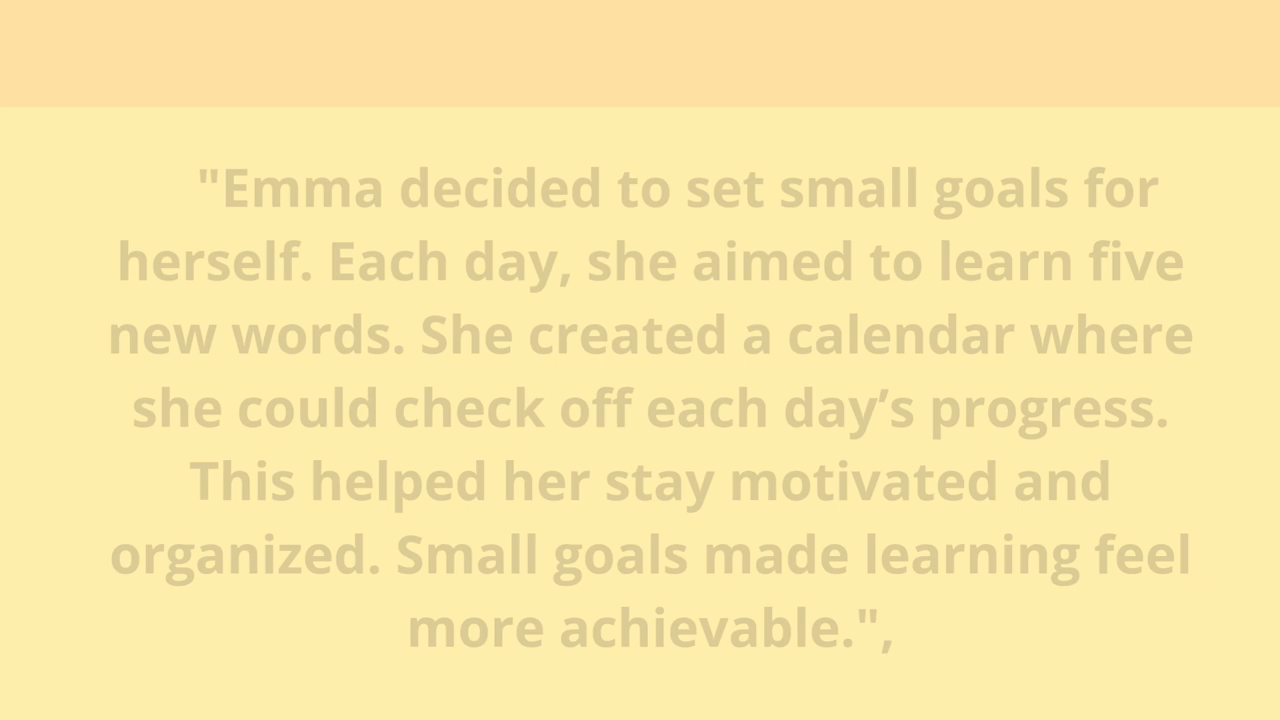 "Emma decided to set small goals for
herself. Each day, she aimed to learn five
new words. She created a calendar where
she could check off each day’s progress.
This helped her stay motivated and
organized. Small goals made learning feel
more achievable.",